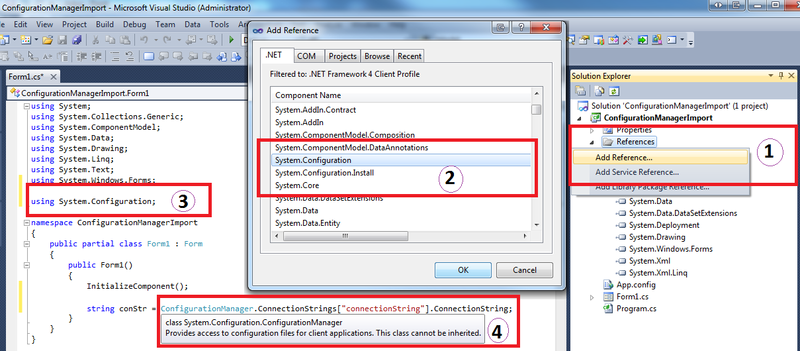 ConfigurationManagerImport - Microsoft Visual Studio (Administrator)
File Edit View Refactor Project Build Debug Team Data Tools Test
Form1.cs*
ConfigurationManagerImport.Form1
using System;
using System.Collections.Generic;
using System.ComponentModel;
using System.Data;
using System.Drawing;
using System.Linq;
using System.Text;
using System.Windows.Forms;
using System.Configuration;
3
namespace ConfigurationManagerImport
{
public partial class Form1 : Form
{
public Form1()
{
InitializeComponent();
string conStr = ConfigurationManager.ConnectionStrings["connectionString"].ConnectionString;
}
}
}
class System.Configuration.ConfigurationManager
Provides access to configuration files for client applications. This class cannot be inherited.
4
Add Reference
.NET COM Projects Browse Recent
Filtered to: .NET Framework 4 Client Profile
Component Name
System.AddIn.Contract
System.AddIn
System.ComponentModel.Composition
System.ComponentModel.DataAnnotations
System.Configuration
System.Configuration.Install
System.Core
System.Data.DataSetExtensions
System.Data
System.Data.Entity
2
OK Cancel
Solution Explorer
Solution 'ConfigurationManagerImport' (1 project)
ConfigurationManagerImport
Properties
References
1
Add Reference...
Add Service Reference...
Add Library Package Reference...
System.Data
System.Data.DataSetExtensions
System.Deployment
System.Drawing
System.Windows.Forms
System.Xml
System.Xml.Linq
App.config
Form1.cs
Program.cs